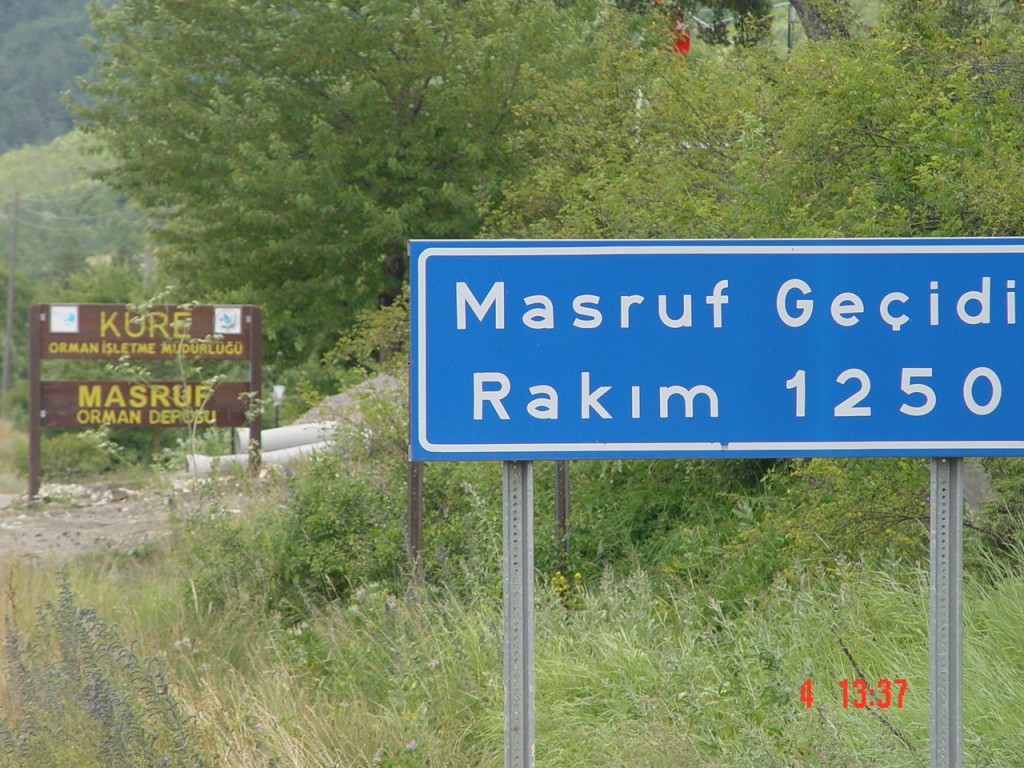 KÜRE
ORMAN İŞLETME MÜDÜRLÜĞÜ
MASRUF
ORMAN DEPOSU
Masruf Geçidi
Rakım 1250
4 13:37